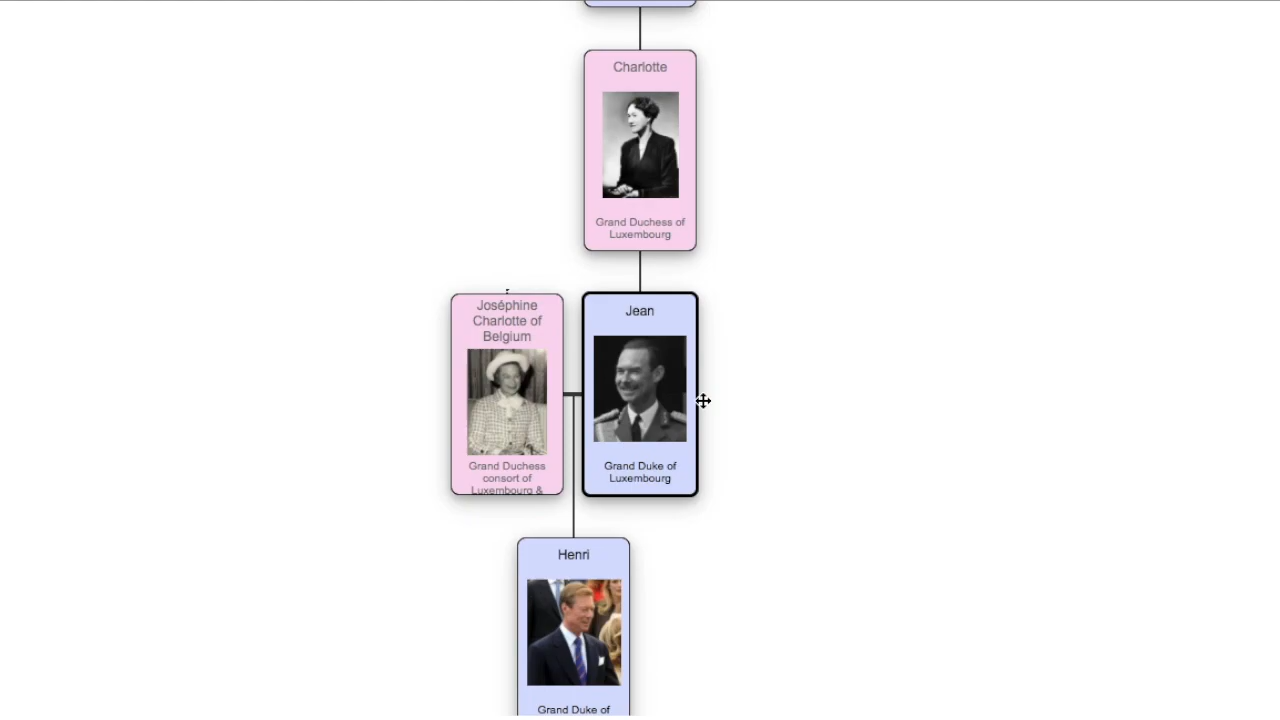 Charlotte
Grand Duchess of
Luxembourg
Joséphine
Charlotte of
Belgium
Grand Duchess
consort of
Luxembourg &
Jean
Grand Duke of
Luxembourg
Henri
Grand Duke of